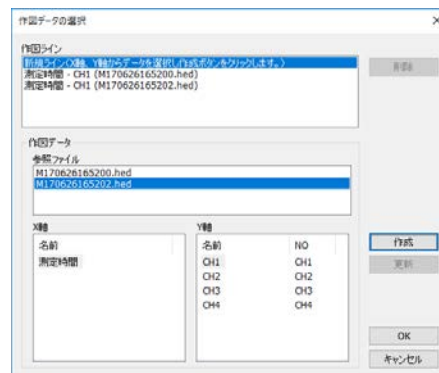 作図データの選択
作図ライン
新規ライン(X軸、Y軸からデータを選択し作成ボタンをクリックします。)
測定時間 - CH1 (M170626165200.hed)
測定時間 - CH1 (M170626165202.hed)
削除
作図データ
参照ファイル
M170626165200.hed
M170626165202.hed
X軸
Y軸
名前
名前 NO
測定時間
CH1 CH1
CH2 CH2
CH3 CH3
CH4 CH4
作成
更新
OK
キャンセル